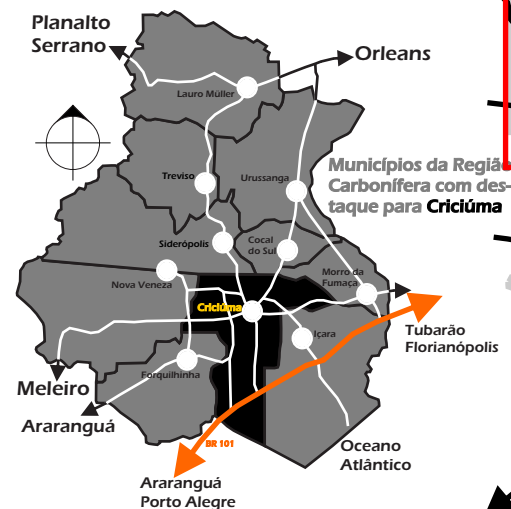 Planalto
Serrano
Orleans
Lauro Müller
Treviso
Urussanga
Municípios da Região
Carbonífera com des-
taque para Criciúma
Siderópolis
Cocal
do Sul
Nova Veneza
Morro da
Fumaça
Criciúma
Içara
Tubarão
Florianópolis
Forquilhinha
Meleiro
Araranguá
BR 101
Oceano
Atlântico
Araranguá
Porto Alegre